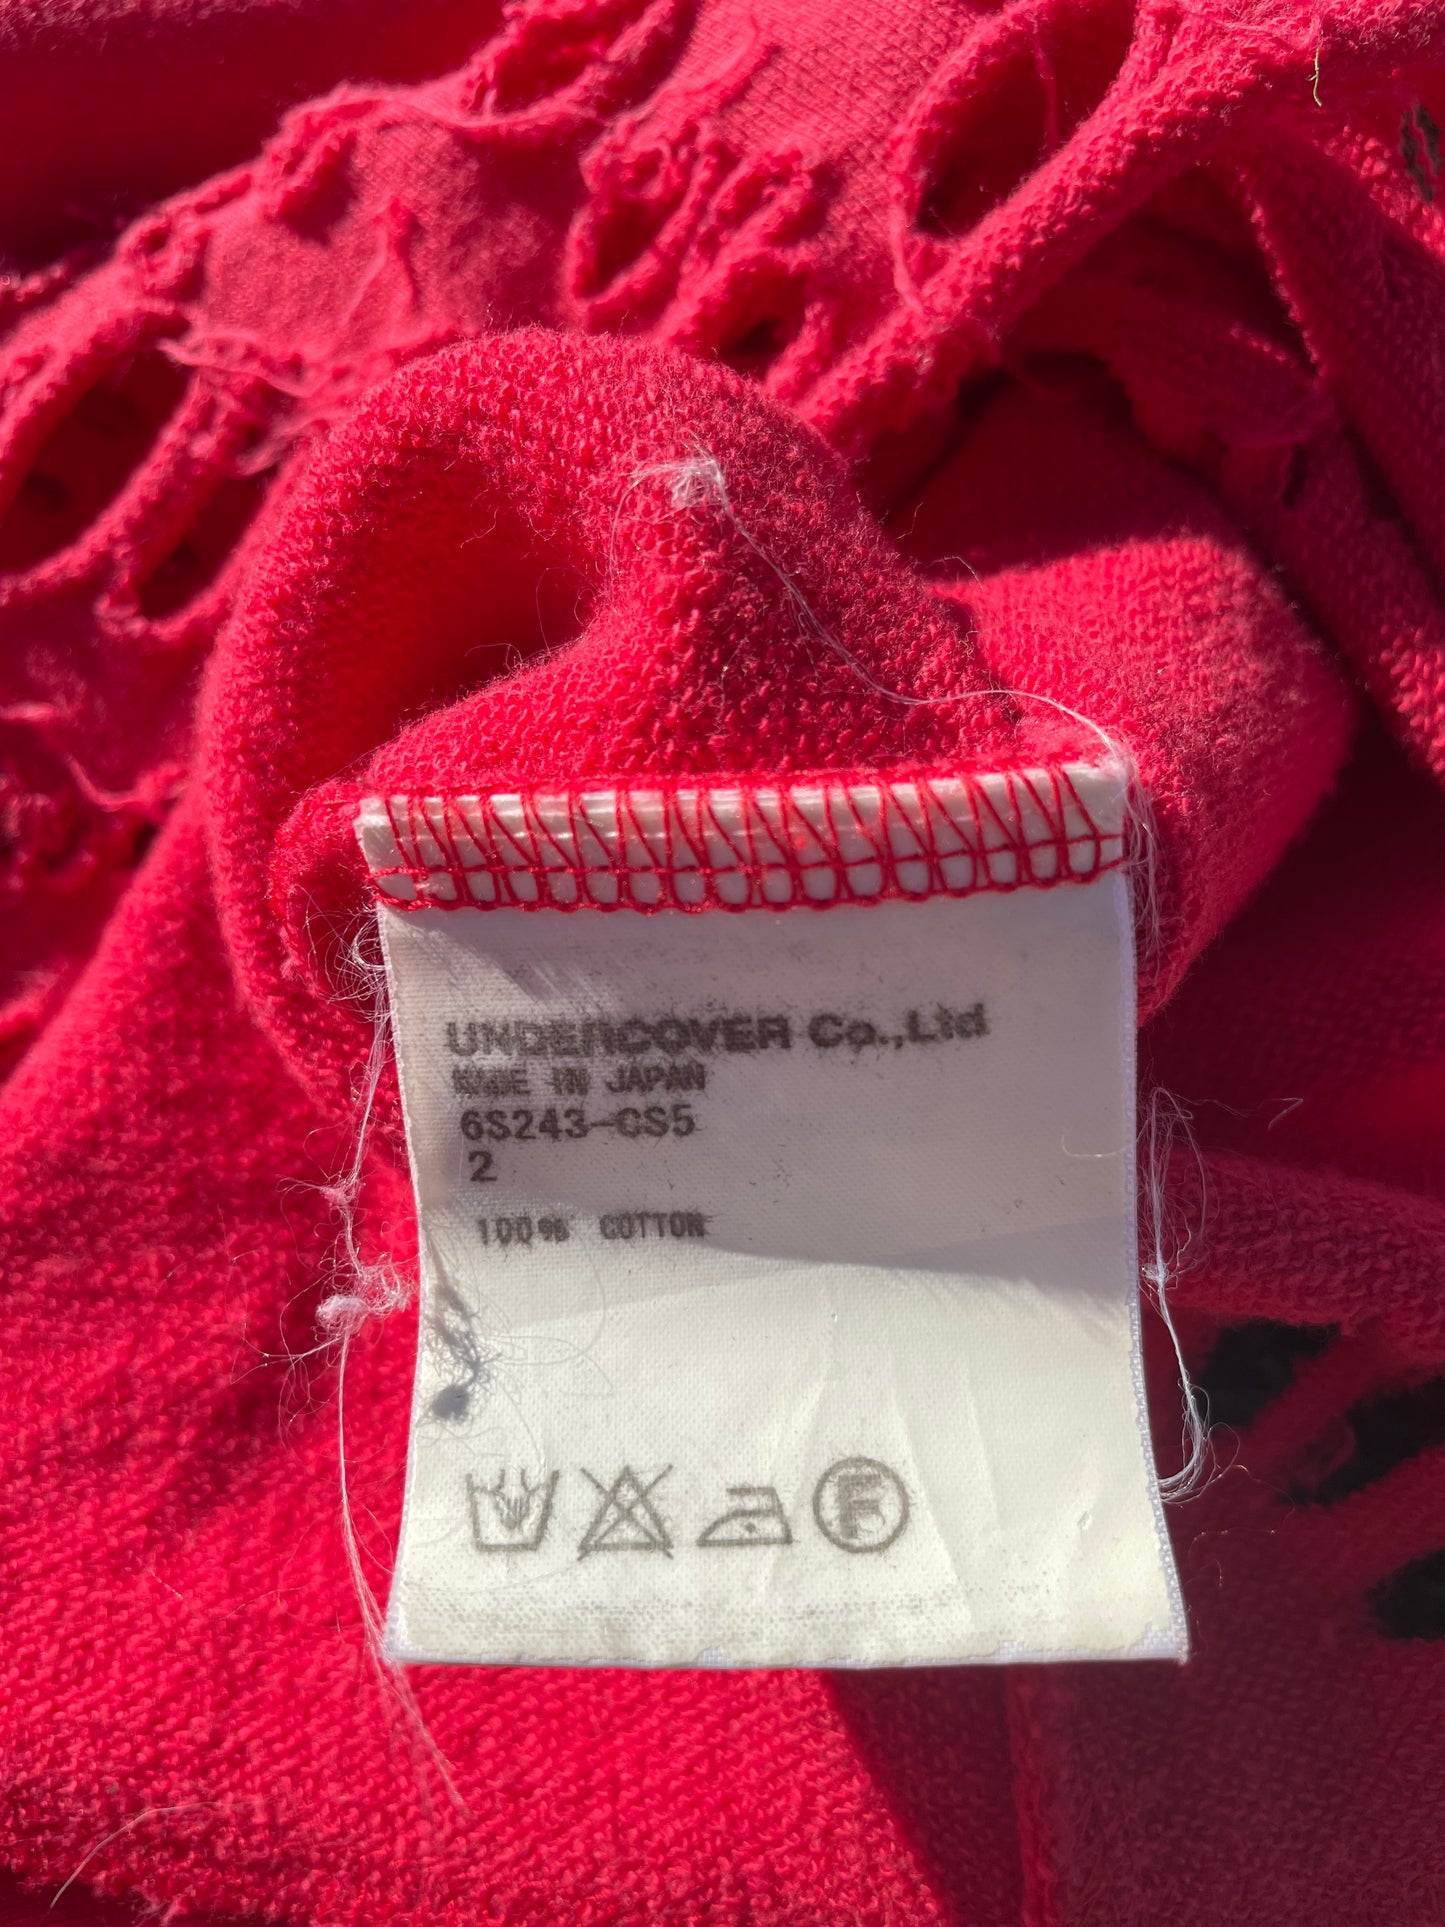 UNDERCOVER Co.,Ltd
MADE IN JAPAN
6S243-CS5
2
100% COTTON
F